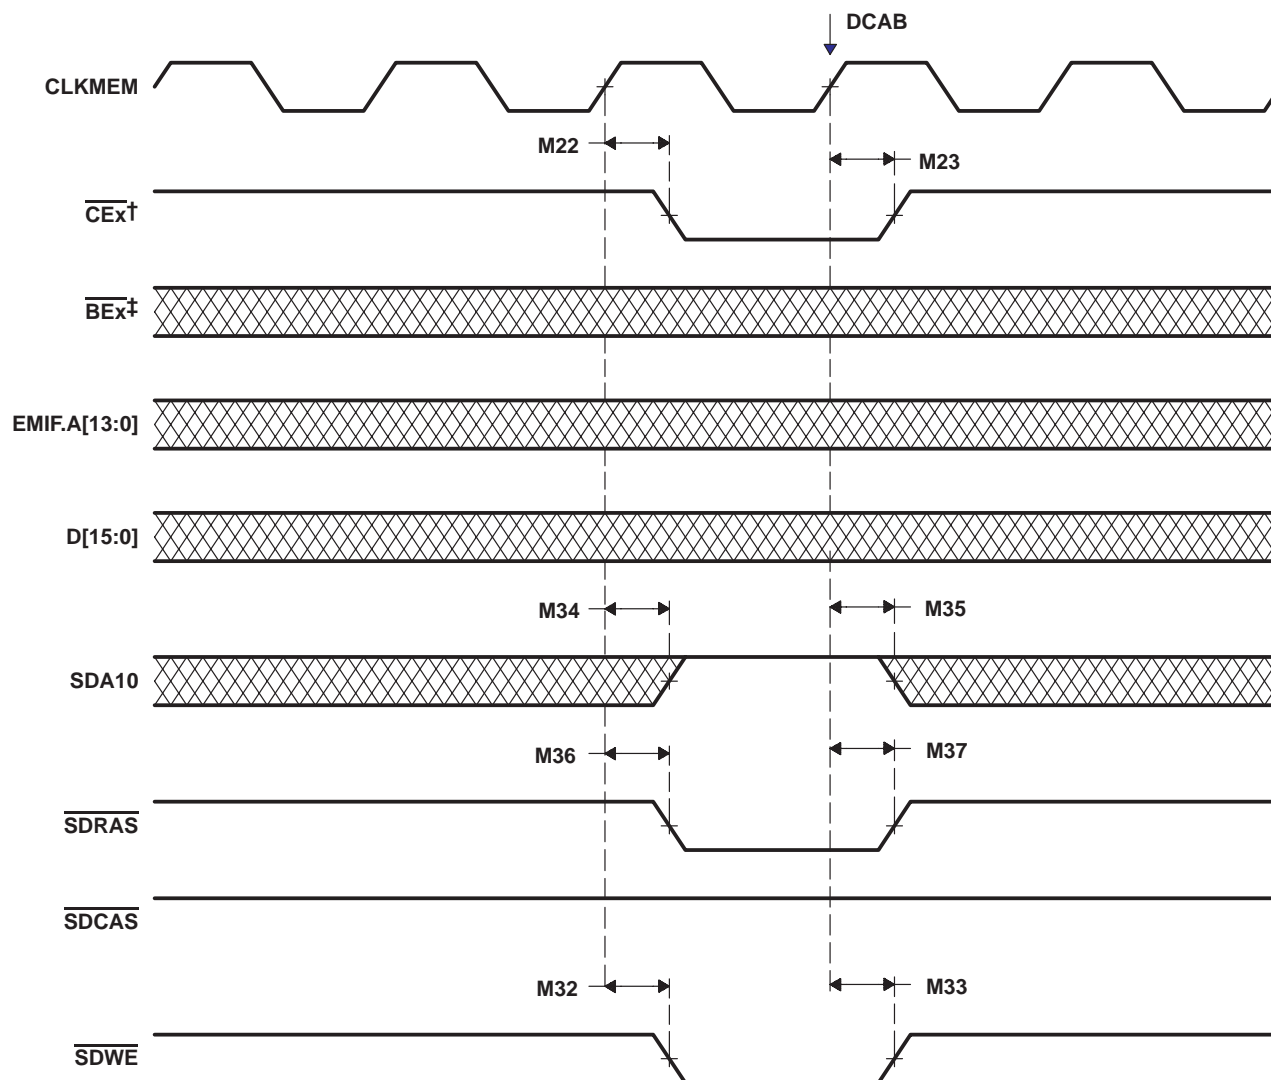 DCAB
CLKMEM
M22
M23
CEx†
BEx‡
EMIF.A[13:0]
D[15:0]
M34
M35
SDA10
M36
M37
SDRAS
SDCAS
M32
M33
SDWE